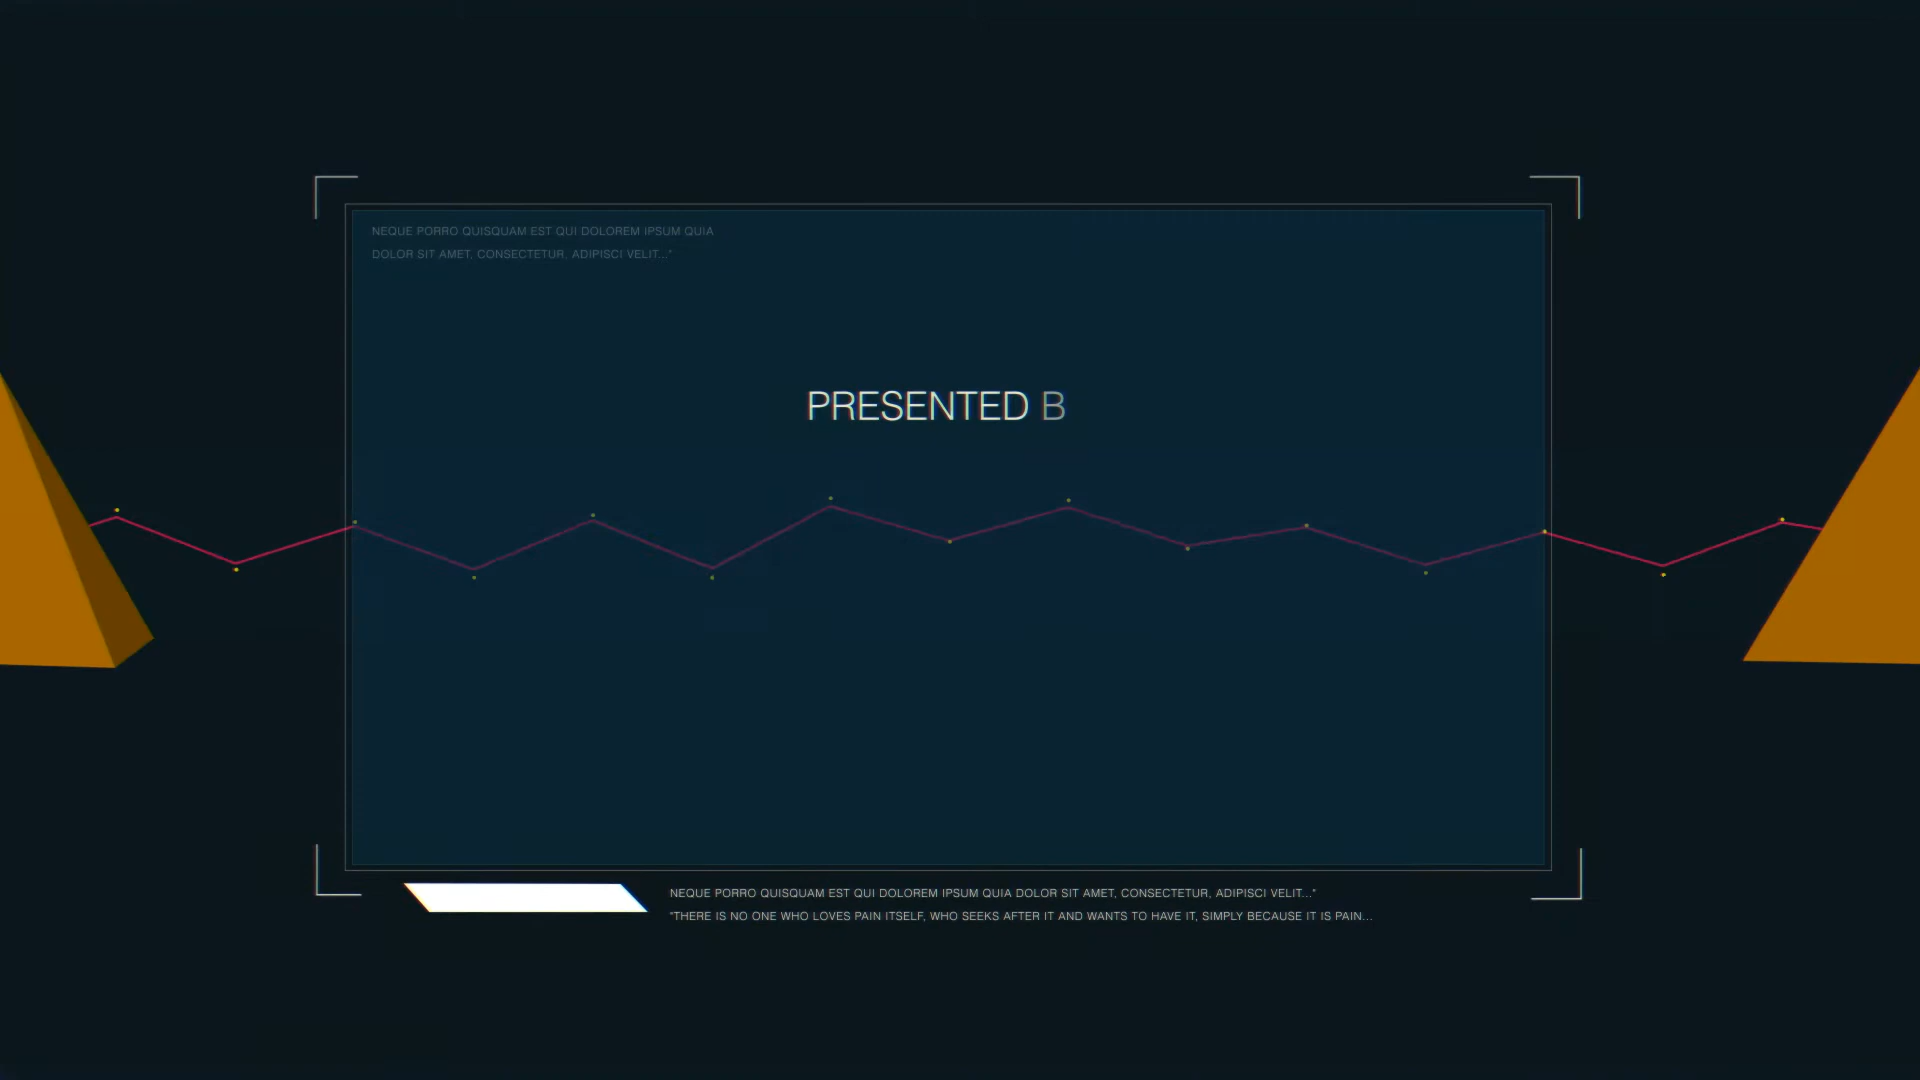 NEQUE PORRO QUISQUAM EST QUI DOLOREM IPSUM QUIA
DOLOR SIT AMET, CONSECTETUR, ADIPISCI VELIT..."
PRESENTED B
NEQUE PORRO QUISQUAM EST QUI DOLOREM IPSUM QUIA DOLOR SIT AMET, CONSECTETUR, ADIPISCI VELIT..."
"THERE IS NO ONE WHO LOVES PAIN ITSELF, WHO SEEKS AFTER IT AND WANTS TO HAVE IT, SIMPLY BECAUSE IT IS PAIN...